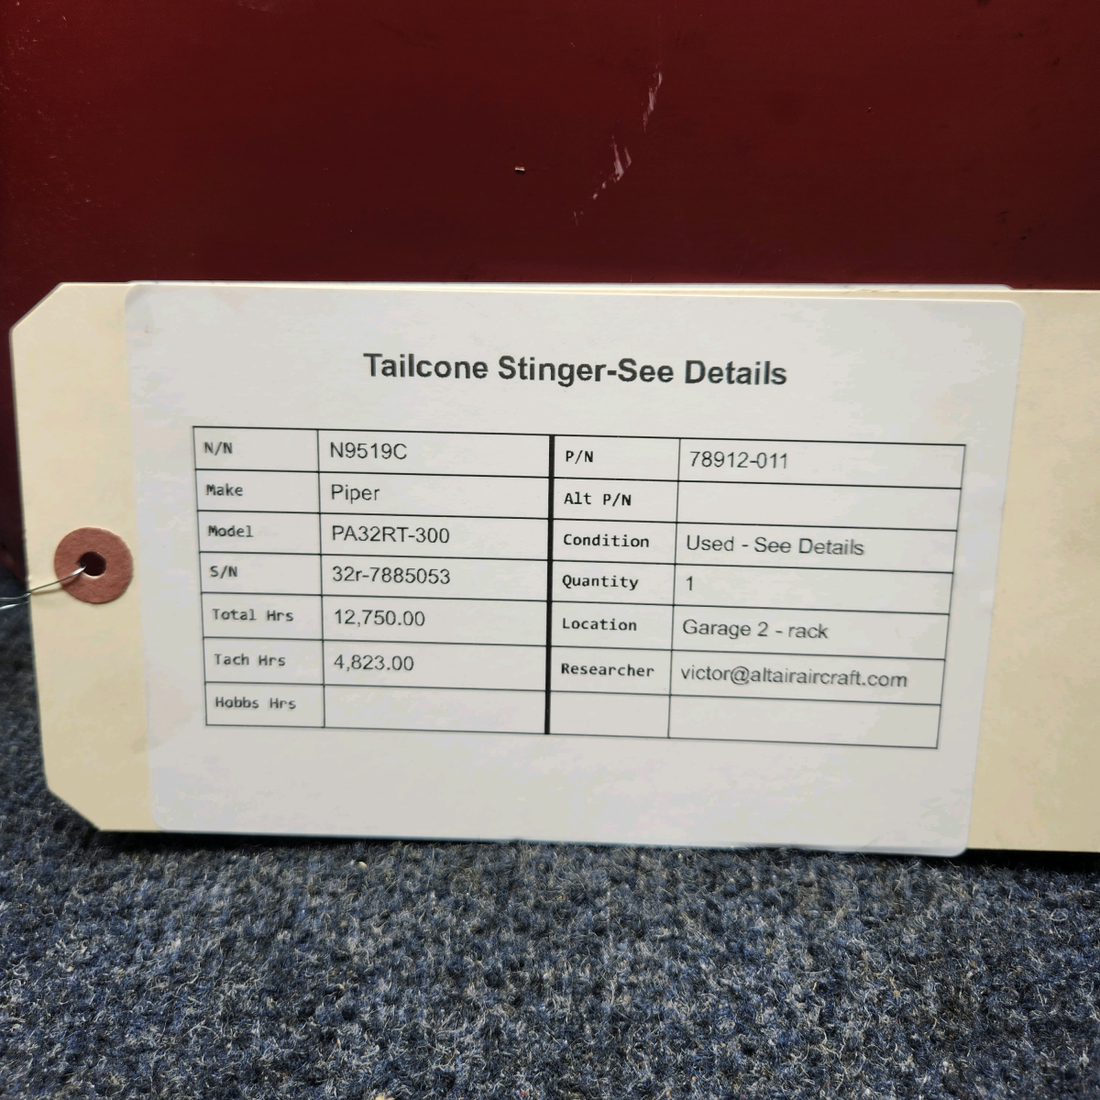 Tailcone Stinger-See Details
N/N N9519C P/N 78912-011
Make Piper Alt P/N
Model PA32RT-300 Condition Used - See Details
S/N 32r-7885053 Quantity 1
Total Hrs 12,750.00 Location Garage 2 - rack
Tach Hrs 4,823.00 Researcher victor@altairaircraft.com
Hobbs Hrs